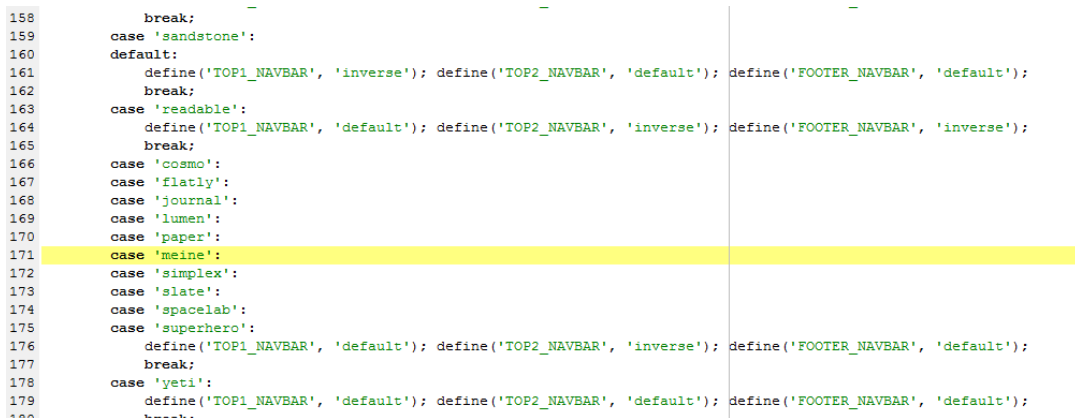 158 break;
159 case 'sandstone':
160 default:
161 define('TOP1_NAVBAR', 'inverse'); define('TOP2_NAVBAR', 'default'); define('FOOTER_NAVBAR', 'default');
162 break;
163 case 'readable':
164 define('TOP1_NAVBAR', 'default'); define('TOP2_NAVBAR', 'inverse'); define('FOOTER_NAVBAR', 'inverse');
165 break;
166 case 'cosmo':
167 case 'flatly':
168 case 'journal':
169 case 'lumen':
170 case 'paper':
171 case 'meine':
172 case 'simplex':
173 case 'slate':
174 case 'spacelab':
175 case 'superhero':
176 define('TOP1_NAVBAR', 'default'); define('TOP2_NAVBAR', 'inverse'); define('FOOTER_NAVBAR', 'default');
177 break;
178 case 'yeti':
179 define('TOP1_NAVBAR', 'default'); define('TOP2_NAVBAR', 'default'); define('FOOTER_NAVBAR', 'default');